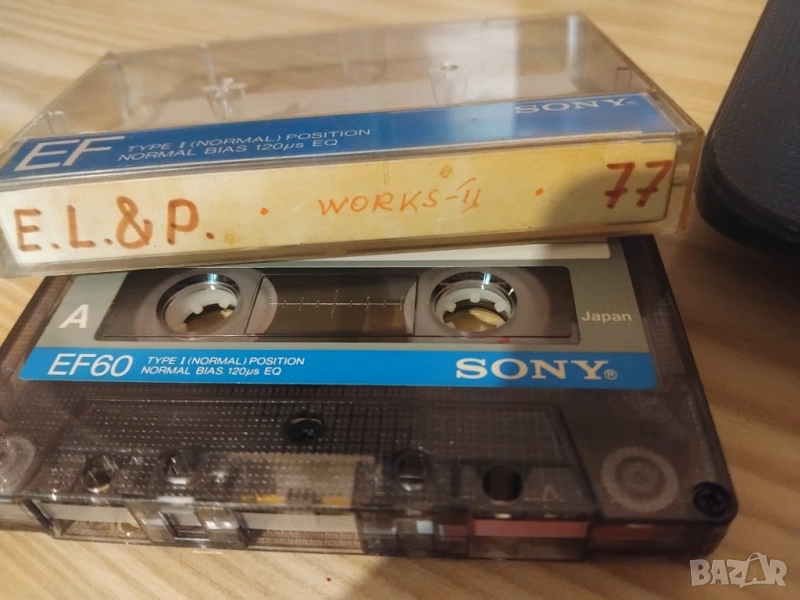 SONY®
EF TYPE I (NORMAL) POSITION
NORMAL BIAS 120µs EQ
E.L.&P. · WORKS-II · 77
A
Japan
EF60 TYPE I (NORMAL) POSITION
NORMAL BIAS 120µs EQ
SONY®
A
BAZAR